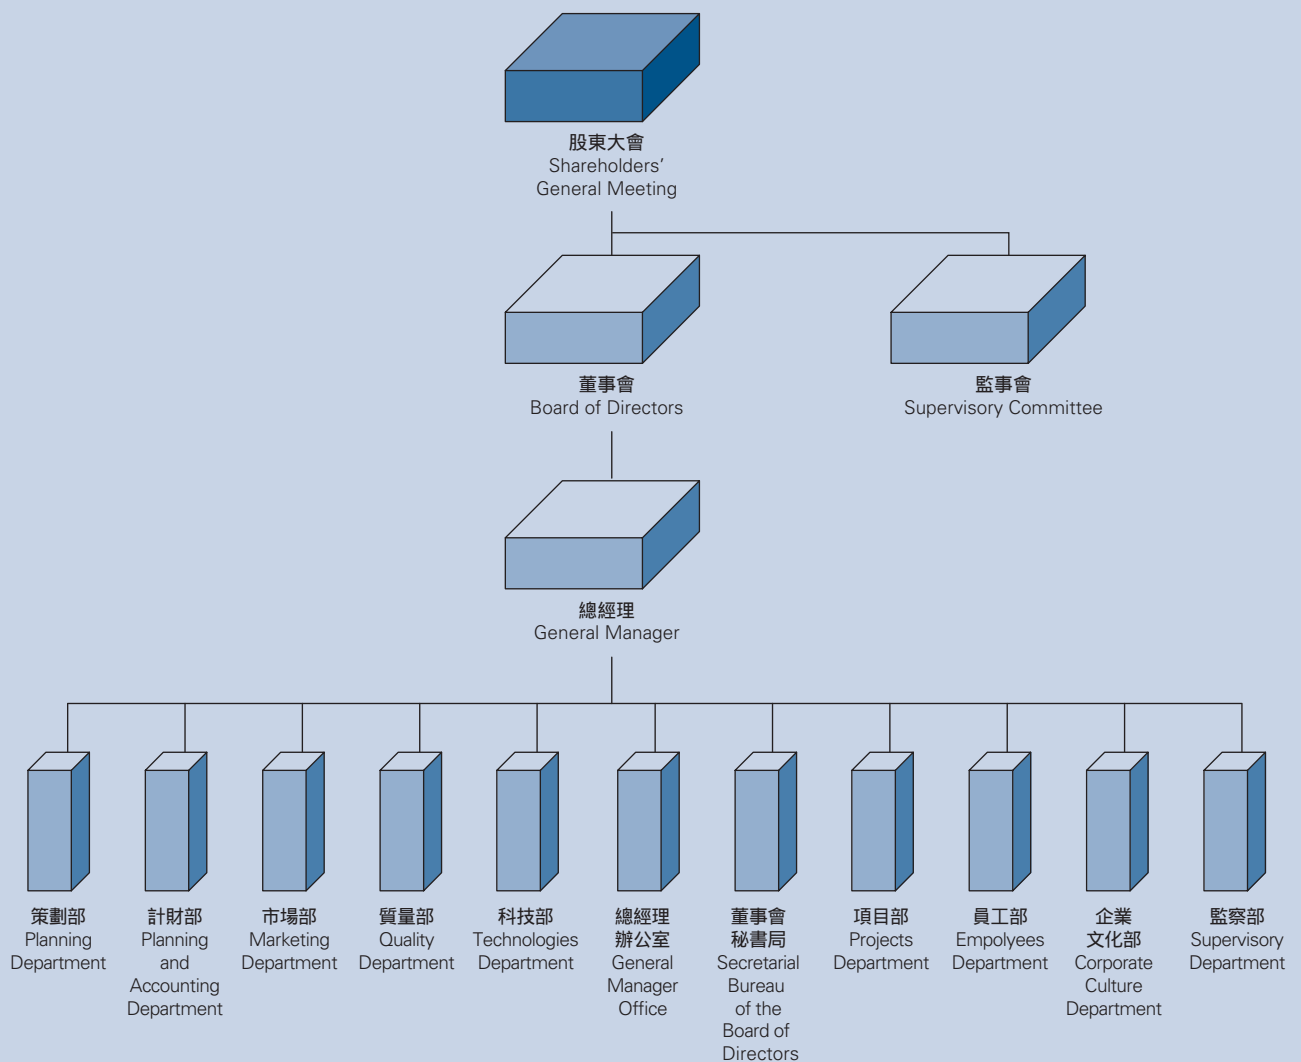 股東大會
Shareholders'
General Meeting
董事會
Board of Directors
監事會
Supervisory Committee
總經理
General Manager
策劃部
Planning
Department
計財部
Planning
and
Accounting
Department
市場部
Marketing
Department
質量部
Quality
Department
科技部
Technologies
Department
總經理
辦公室
General
Manager
Office
董事會
秘書局
Secretarial
Bureau
of the
Board of
Directors
項目部
Projects
Department
員工部
Empolyees
Department
企業
文化部
Corporate
Culture
Department
監察部
Supervisory
Department